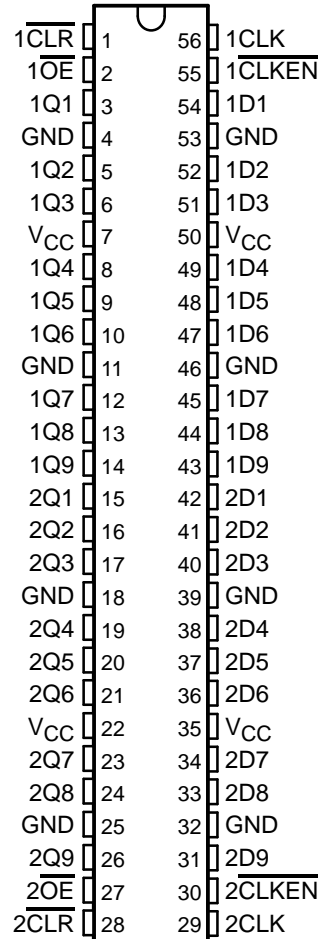 1CLR 1 56 1CLK
1OE 2 55 1CLKEN
1Q1 3 54 1D1
GND 4 53 GND
1Q2 5 52 1D2
1Q3 6 51 1D3
VCC 7 50 VCC
1Q4 8 49 1D4
1Q5 9 48 1D5
1Q6 10 47 1D6
GND 11 46 GND
1Q7 12 45 1D7
1Q8 13 44 1D8
1Q9 14 43 1D9
2Q1 15 42 2D1
2Q2 16 41 2D2
2Q3 17 40 2D3
GND 18 39 GND
2Q4 19 38 2D4
2Q5 20 37 2D5
2Q6 21 36 2D6
VCC 22 35 VCC
2Q7 23 34 2D7
2Q8 24 33 2D8
GND 25 32 GND
2Q9 26 31 2D9
2OE 27 30 2CLKEN
2CLR 28 29 2CLK